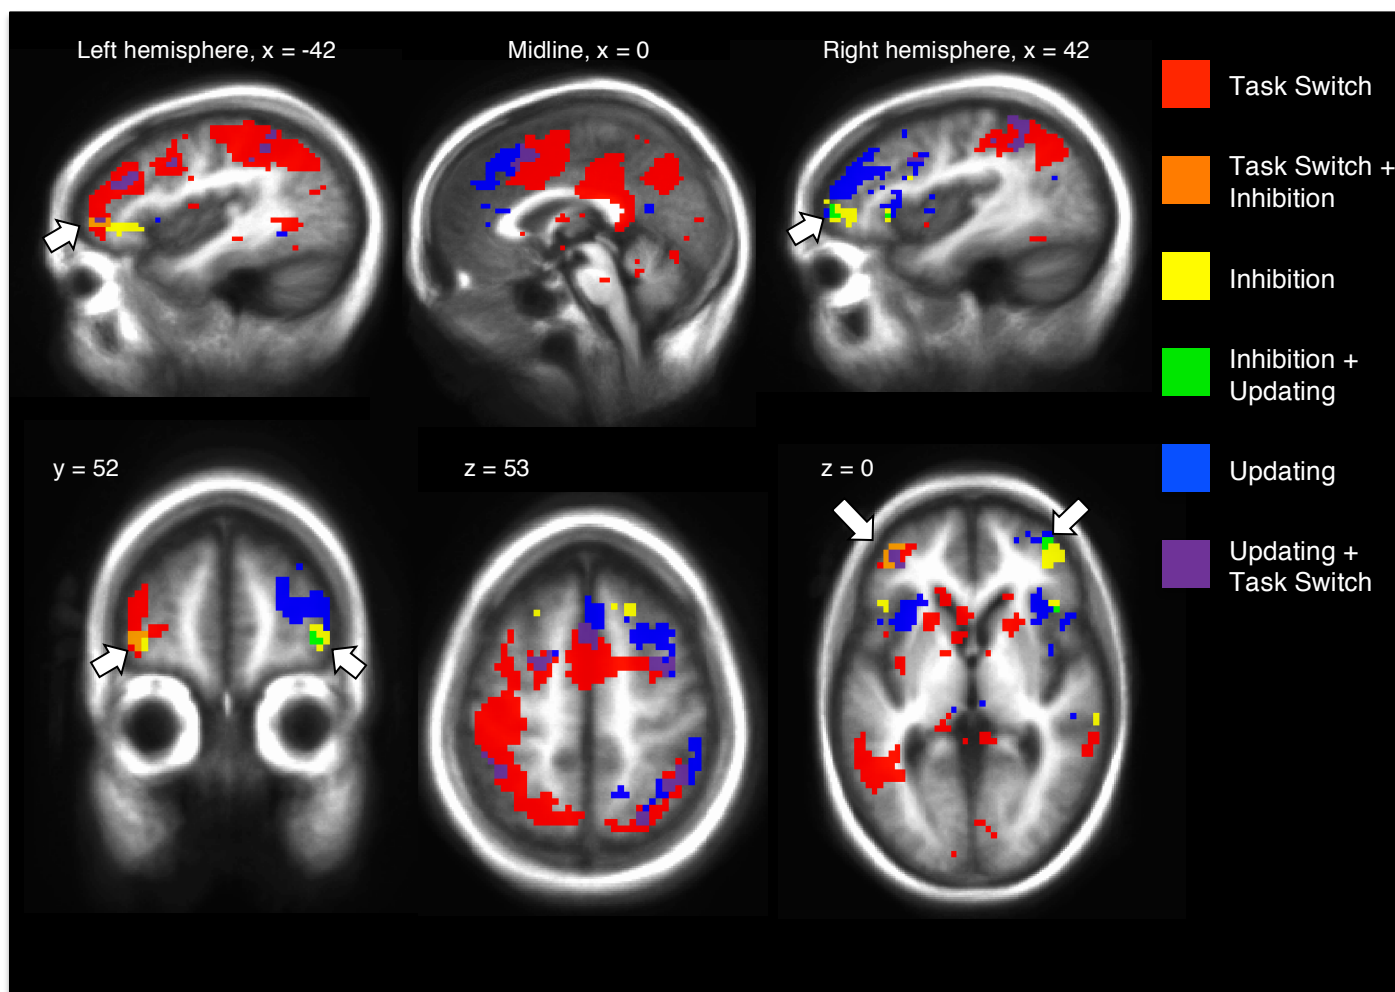 Left hemisphere, x = -42
Midline, x = 0
Right hemisphere, x = 42
Task Switch
Task Switch +
Inhibition
Inhibition
Inhibition +
Updating
Updating
Updating +
Task Switch
y = 52
z = 53
z = 0